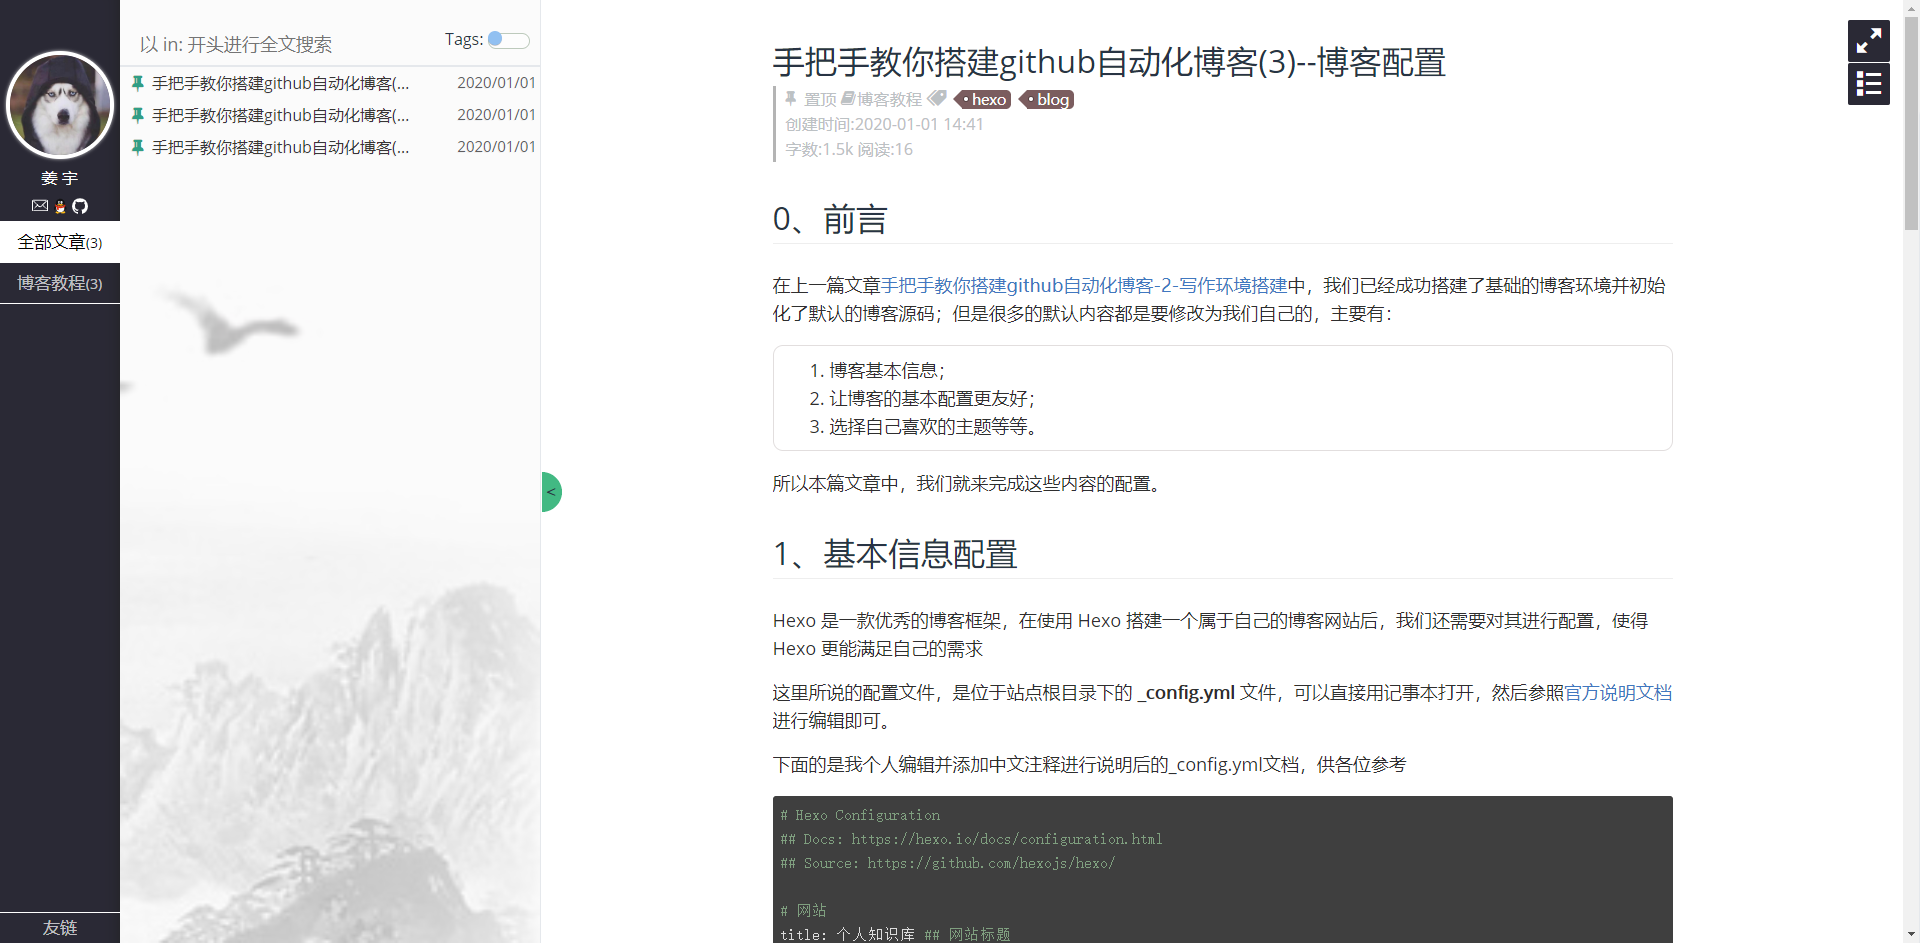 姜 宇
全部文章(3)
博客教程(3)
友链
以 in: 开头进行全文搜索
Tags:
手把手教你搭建github自动化博客(... 2020/01/01
手把手教你搭建github自动化博客(... 2020/01/01
手把手教你搭建github自动化博客(... 2020/01/01
<
手把手教你搭建github自动化博客(3)--博客配置
置顶 博客教程 hexo blog
创建时间:2020-01-01 14:41
字数:1.5k 阅读:16
0、前言
在上一篇文章手把手教你搭建github自动化博客-2-写作环境搭建中，我们已经成功搭建了基础的博客环境并初始
化了默认的博客源码；但是很多的默认内容都是要修改为我们自己的，主要有：
1. 博客基本信息；
2. 让博客的基本配置更友好；
3. 选择自己喜欢的主题等等。
所以本篇文章中，我们就来完成这些内容的配置。
1、基本信息配置
Hexo 是一款优秀的博客框架，在使用 Hexo 搭建一个属于自己的博客网站后，我们还需要对其进行配置，使得
Hexo 更能满足自己的需求
这里所说的配置文件，是位于站点根目录下的 _config.yml 文件，可以直接用记事本打开，然后参照官方说明文档
进行编辑即可。
下面的是我个人编辑并添加中文注释进行说明后的_config.yml文档，供各位参考
# Hexo Configuration
## Docs: https://hexo.io/docs/configuration.html
## Source: https://github.com/hexojs/hexo/
# 网站
title: 个人知识库 ## 网站标题